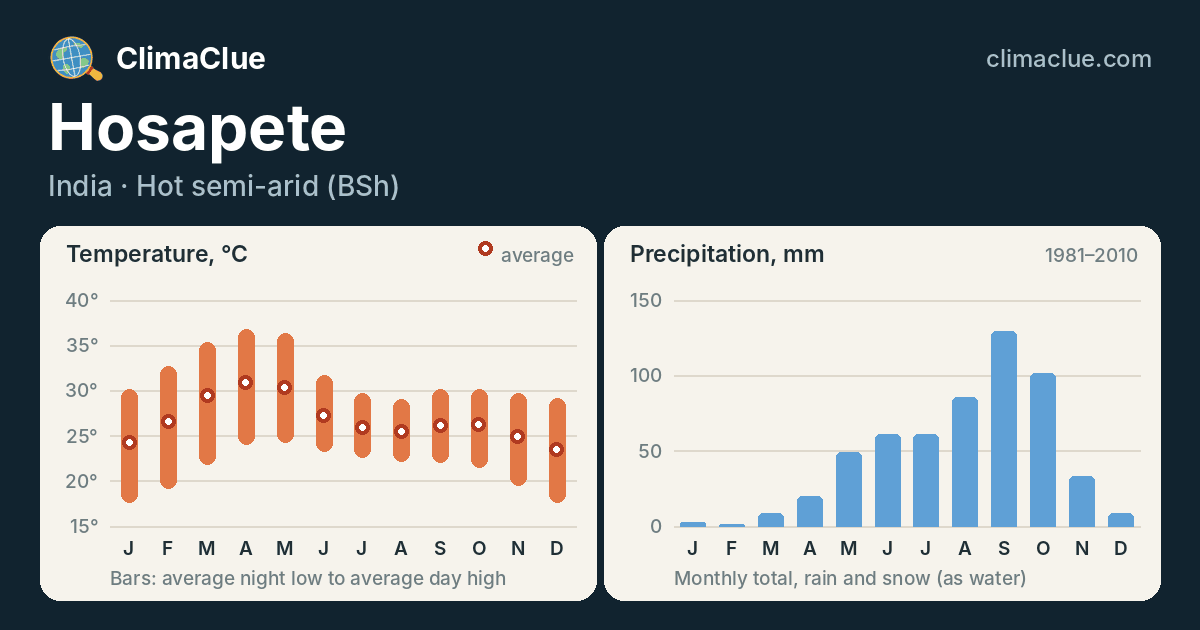 ClimaClue
climaclue.com
Hosapete
India · Hot semi-arid (BSh)
Temperature, °C
average
40°
35°
30°
25°
20°
15°
J F M A M J J A S O N D
Bars: average night low to average day high
Precipitation, mm
1981–2010
150
100
50
0
J F M A M J J A S O N D
Monthly total, rain and snow (as water)